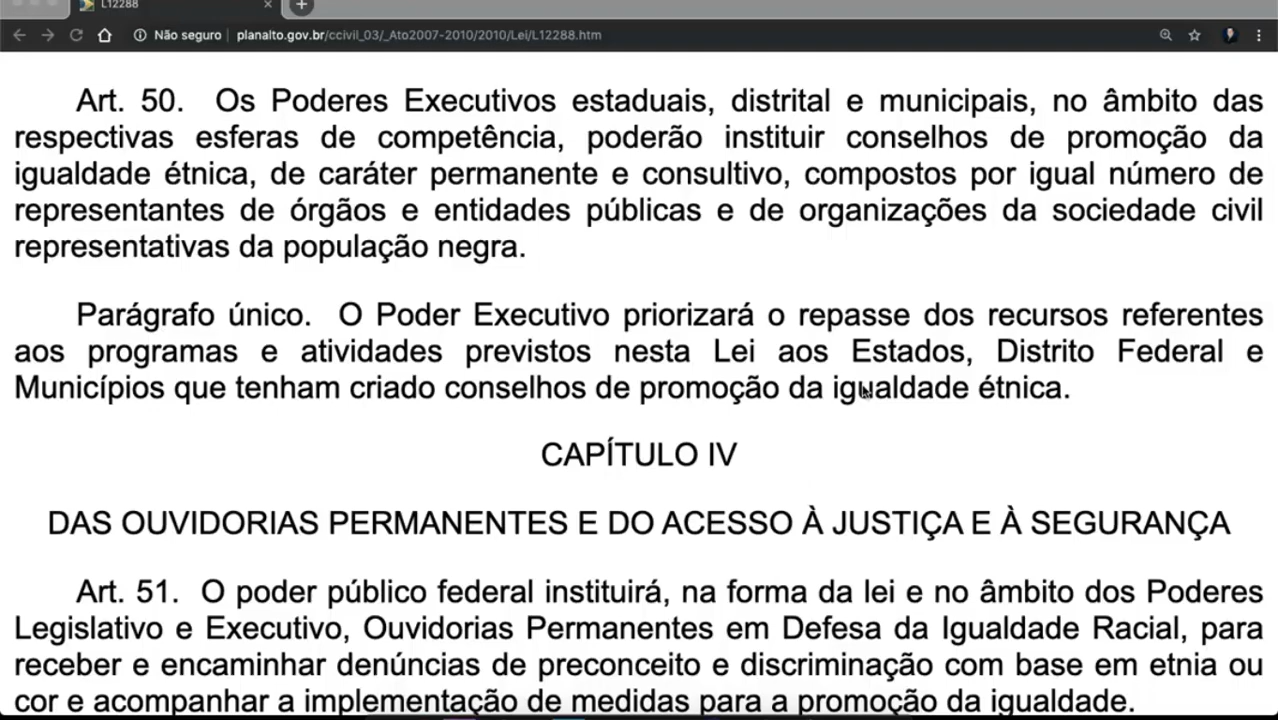 L12288
Não seguro
planalto.gov.br/ccivil_03/_Ato2007-2010/2010/Lei/L12288.htm
Art. 50. Os Poderes Executivos estaduais, distrital e municipais, no âmbito das
respectivas esferas de competência, poderão instituir conselhos de promoção da
igualdade étnica, de caráter permanente e consultivo, compostos por igual número de
representantes de órgãos e entidades públicas e de organizações da sociedade civil
representativas da população negra.
Parágrafo único. O Poder Executivo priorizará o repasse dos recursos referentes
aos programas e atividades previstos nesta Lei aos Estados, Distrito Federal e
Municípios que tenham criado conselhos de promoção da igualdade étnica.
CAPÍTULO IV
DAS OUVIDORIAS PERMANENTES E DO ACESSO À JUSTIÇA E À SEGURANÇA
Art. 51. O poder público federal instituirá, na forma da lei e no âmbito dos Poderes
Legislativo e Executivo, Ouvidorias Permanentes em Defesa da Igualdade Racial, para
receber e encaminhar denúncias de preconceito e discriminação com base em etnia ou
cor e acompanhar a implementação de medidas para a promoção da igualdade.